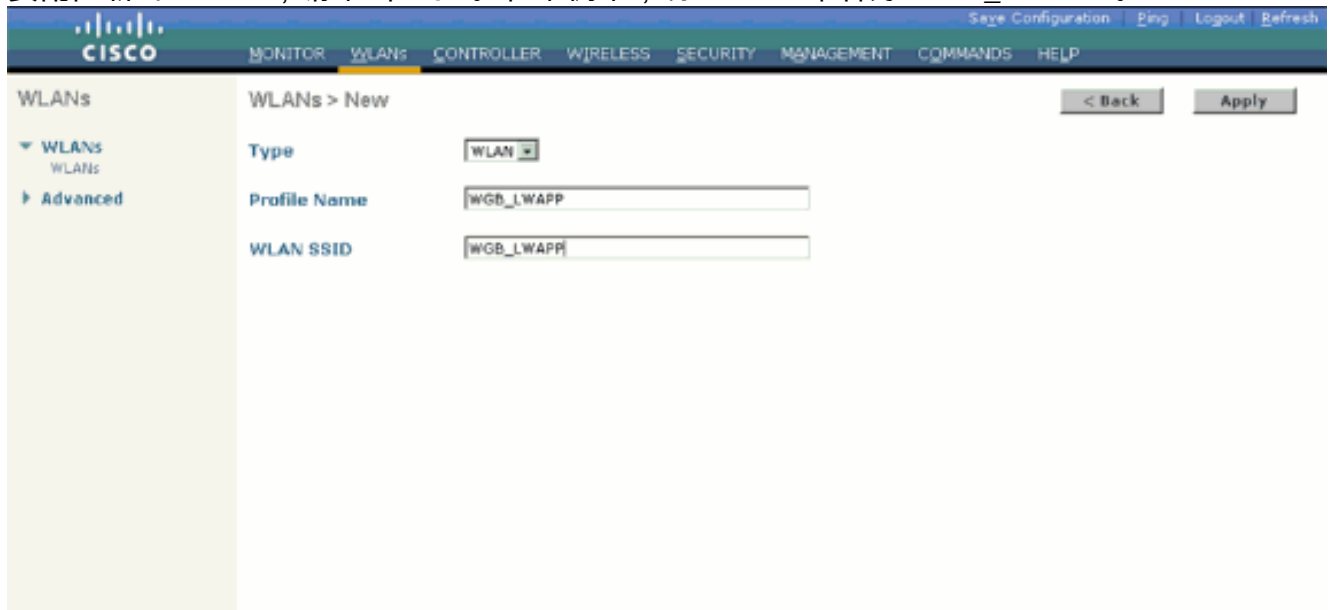 Save Configuration | Ping | Logout | Refresh
CISCO
MONITOR WLANs CONTROLLER WIRELESS SECURITY MANAGEMENT COMMANDS HELP
WLANs
WLANs
WLANs
Advanced
WLANs > New
< Back
Apply
Type
WLAN
Profile Name
WGB_LWAPP
WLAN SSID
WGB_LWAPP